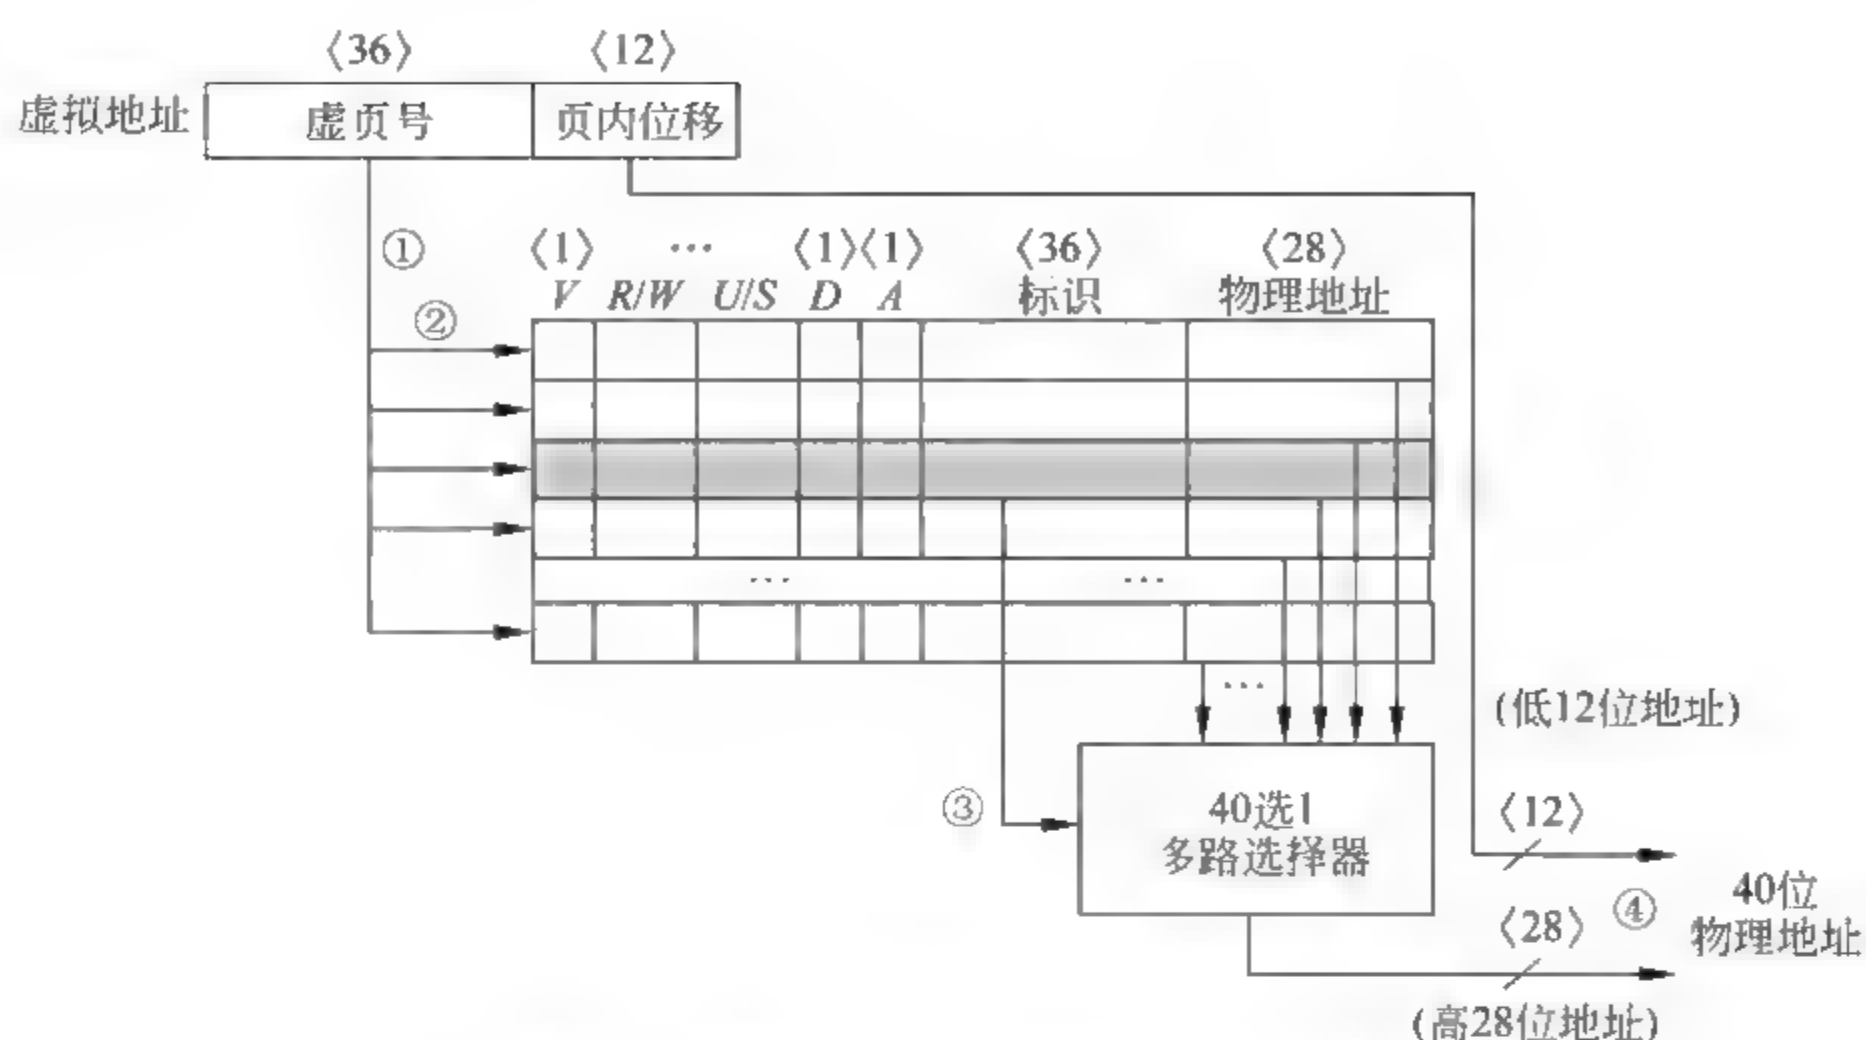 〈36〉 〈12〉
虚拟地址 虚页号 页内位移
① 〈1〉 … 〈1〉〈1〉 〈36〉 〈28〉
V R/W U/S D A 标识 物理地址
②
… …
…
(低12位地址)
③ 40选1 〈12〉
多路选择器
〈28〉 ④ 40位
物理地址
(高28位地址)